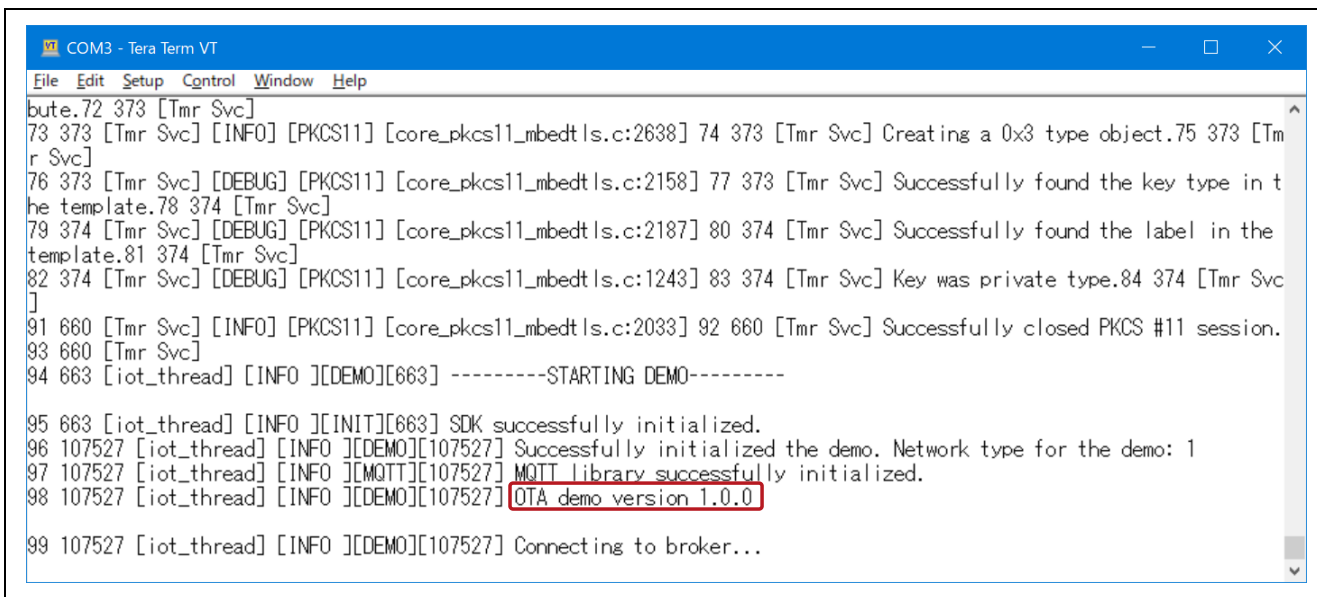 COM3 - Tera Term VT
File Edit Setup Control Window Help
bute.72 373 [Tmr Svc]
73 373 [Tmr Svc] [INFO] [PKCS11] [core_pkcs11_mbedtls.c:2638] 74 373 [Tmr Svc] Creating a 0x3 type object.75 373 [Tm
r Svc]
76 373 [Tmr Svc] [DEBUG] [PKCS11] [core_pkcs11_mbedtls.c:2158] 77 373 [Tmr Svc] Successfully found the key type in t
he template.78 374 [Tmr Svc]
79 374 [Tmr Svc] [DEBUG] [PKCS11] [core_pkcs11_mbedtls.c:2187] 80 374 [Tmr Svc] Successfully found the label in the
template.81 374 [Tmr Svc]
82 374 [Tmr Svc] [DEBUG] [PKCS11] [core_pkcs11_mbedtls.c:1243] 83 374 [Tmr Svc] Key was private type.84 374 [Tmr Svc
]
91 660 [Tmr Svc] [INFO] [PKCS11] [core_pkcs11_mbedtls.c:2033] 92 660 [Tmr Svc] Successfully closed PKCS #11 session.
93 660 [Tmr Svc]
94 663 [iot_thread] [INFO ][DEMO][663] ---------STARTING DEMO---------
95 663 [iot_thread] [INFO ][INIT][663] SDK successfully initialized.
96 107527 [iot_thread] [INFO ][DEMO][107527] Successfully initialized the demo. Network type for the demo: 1
97 107527 [iot_thread] [INFO ][MQTT][107527] MQTT library successfully initialized.
98 107527 [iot_thread] [INFO ][DEMO][107527] OTA demo version 1.0.0
99 107527 [iot_thread] [INFO ][DEMO][107527] Connecting to broker...